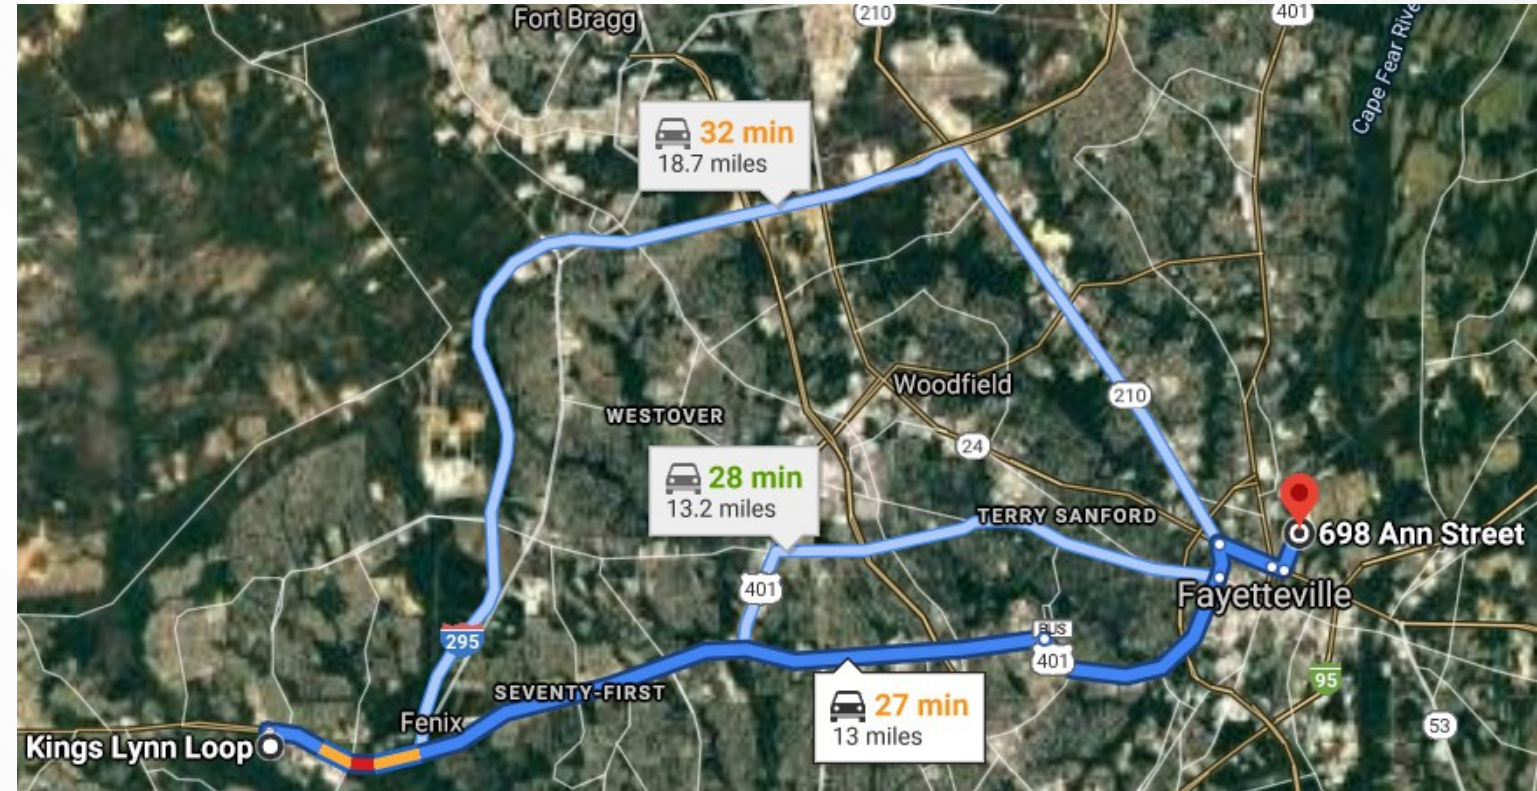 Fort Bragg
210
401
Cape Fear Rive
32 min
18.7 miles
Woodfield
210
WESTOVER
24
28 min
13.2 miles
TERRY SANFORD
698 Ann Street
401
Fayetteville
295
BUS
401
95
SEVENTY-FIRST
27 min
13 miles
Fenix
53
Kings Lynn Loop